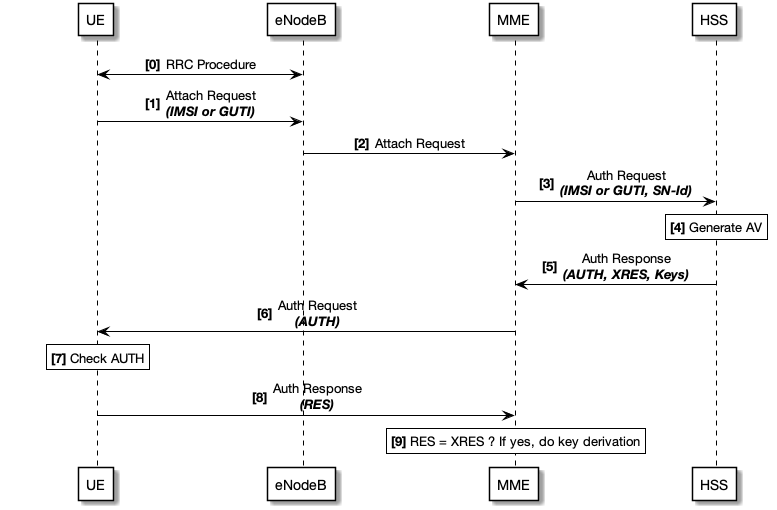 UE eNodeB MME HSS
[0] RRC Procedure
[1] Attach Request
(IMSI or GUTI)
[2] Attach Request
[3] Auth Request
(IMSI or GUTI, SN-Id)
[4] Generate AV
[5] Auth Response
(AUTH, XRES, Keys)
[6] Auth Request
(AUTH)
[7] Check AUTH
[8] Auth Response
(RES)
[9] RES = XRES ? If yes, do key derivation
UE eNodeB MME HSS